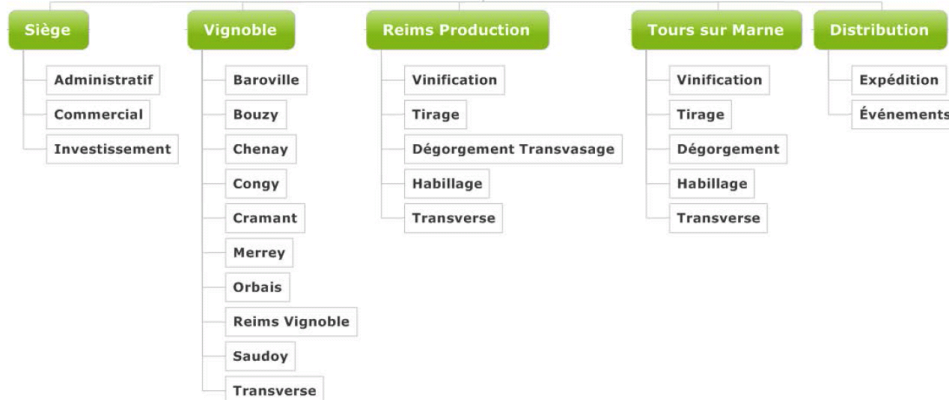 Siège
Administratif
Commercial
Investissement
Vignoble
Baroville
Bouzy
Chenay
Congy
Cramant
Merrey
Orbais
Reims Vignoble
Saudoy
Transverse
Reims Production
Vinification
Tirage
Dégorgement Transvasage
Habillage
Transverse
Tours sur Marne
Vinification
Tirage
Dégorgement
Habillage
Transverse
Distribution
Expédition
Événements